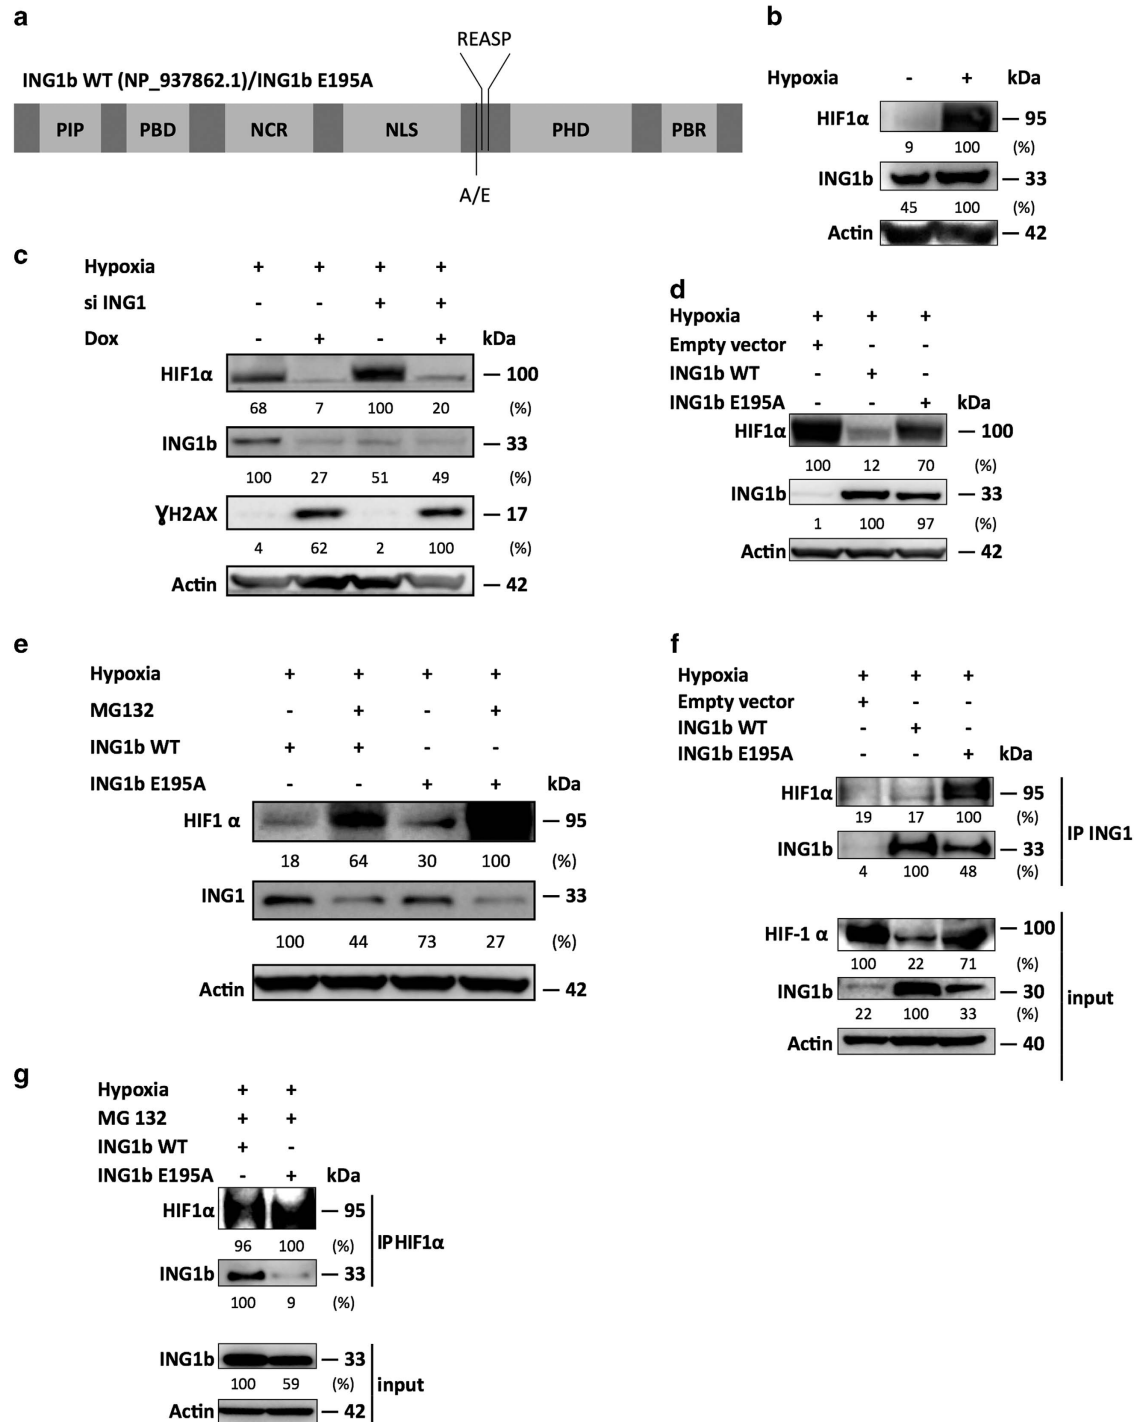 a
REASP
ING1b WT (NP_937862.1)/ING1b E195A
PIP PBD NCR NLS PHD PBR
A/E
b
Hypoxia - + kDa
HIF1α — 95
9 100 (%)
ING1b — 33
45 100 (%)
Actin — 42
c
Hypoxia + + + +
si ING1 - - + +
Dox - + - + kDa
HIF1α — 100
68 7 100 20 (%)
ING1b — 33
100 27 51 49 (%)
ɣH2AX — 17
4 62 2 100 (%)
Actin — 42
d
Hypoxia + + +
Empty vector + - -
ING1b WT - + -
ING1b E195A - - + kDa
HIF1α — 100
100 12 70 (%)
ING1b — 33
1 100 97 (%)
Actin — 42
e
Hypoxia + + + +
MG132 - + - +
ING1b WT + + - -
ING1b E195A - - + + kDa
HIF1 α — 95
18 64 30 100 (%)
ING1 — 33
100 44 73 27 (%)
Actin — 42
f
Hypoxia + + +
Empty vector + - -
ING1b WT - + -
ING1b E195A - - + kDa
HIF1α — 95
19 17 100 (%)
IP ING1
ING1b — 33
4 100 48 (%)
HIF-1 α — 100
100 22 71 (%)
ING1b — 30
input
22 100 33 (%)
Actin — 40
g
Hypoxia + +
MG 132 + +
ING1b WT + -
ING1b E195A - + kDa
HIF1α — 95
96 100 (%)
IP HIF1α
ING1b — 33
100 9 (%)
ING1b — 33
100 59 (%)
input
Actin — 42